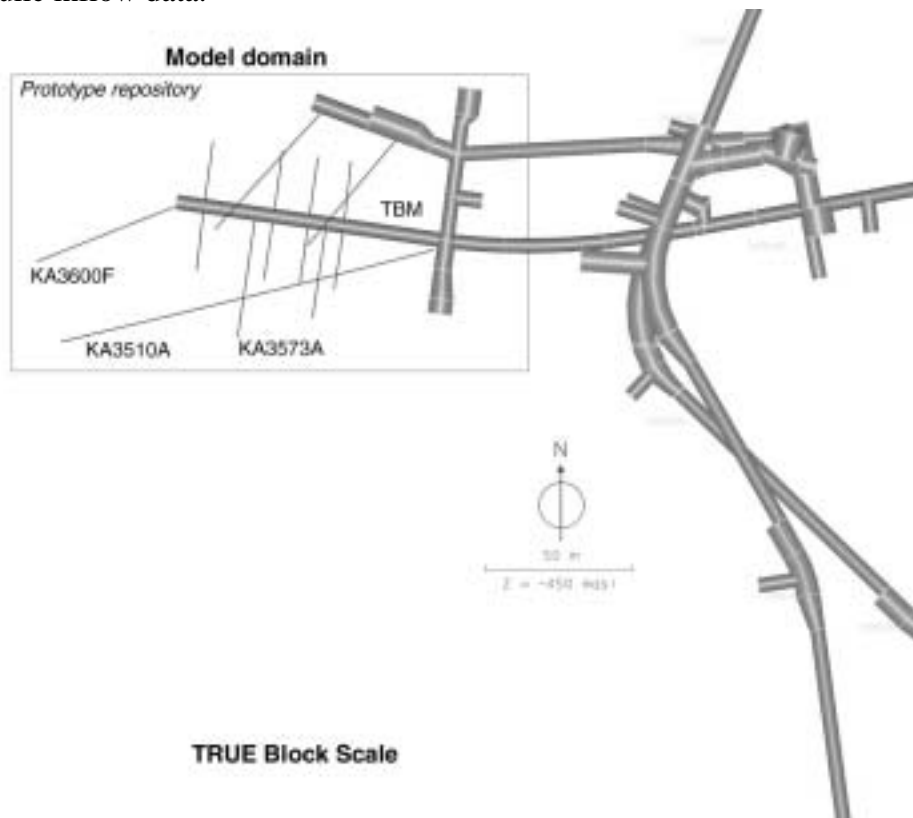 Model domain
Prototype repository
TBM
KA3600F
KA3510A
KA3573A
N
50 m
Z = -450 masl
TRUE Block Scale